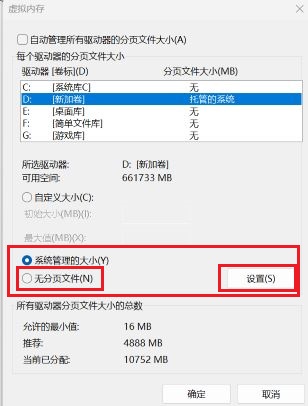 虚拟内存
自动管理所有驱动器的分页文件大小(A)
每个驱动器的分页文件大小
驱动器 [卷标](D) 分页文件大小(MB)
C: [系统库C] 无
D: [新加卷] 托管的系统
E: [桌面库] 无
F: [简单文件库] 无
G: [游戏库] 无
所选驱动器: D: [新加卷]
可用空间: 661733 MB
自定义大小(C):
初始大小(MB)(I):
最大值(MB)(X):
系统管理的大小(Y)
无分页文件(N) 设置(S)
所有驱动器分页文件大小的总数
允许的最小值: 16 MB
推荐: 4888 MB
当前已分配: 10752 MB
确定 取消